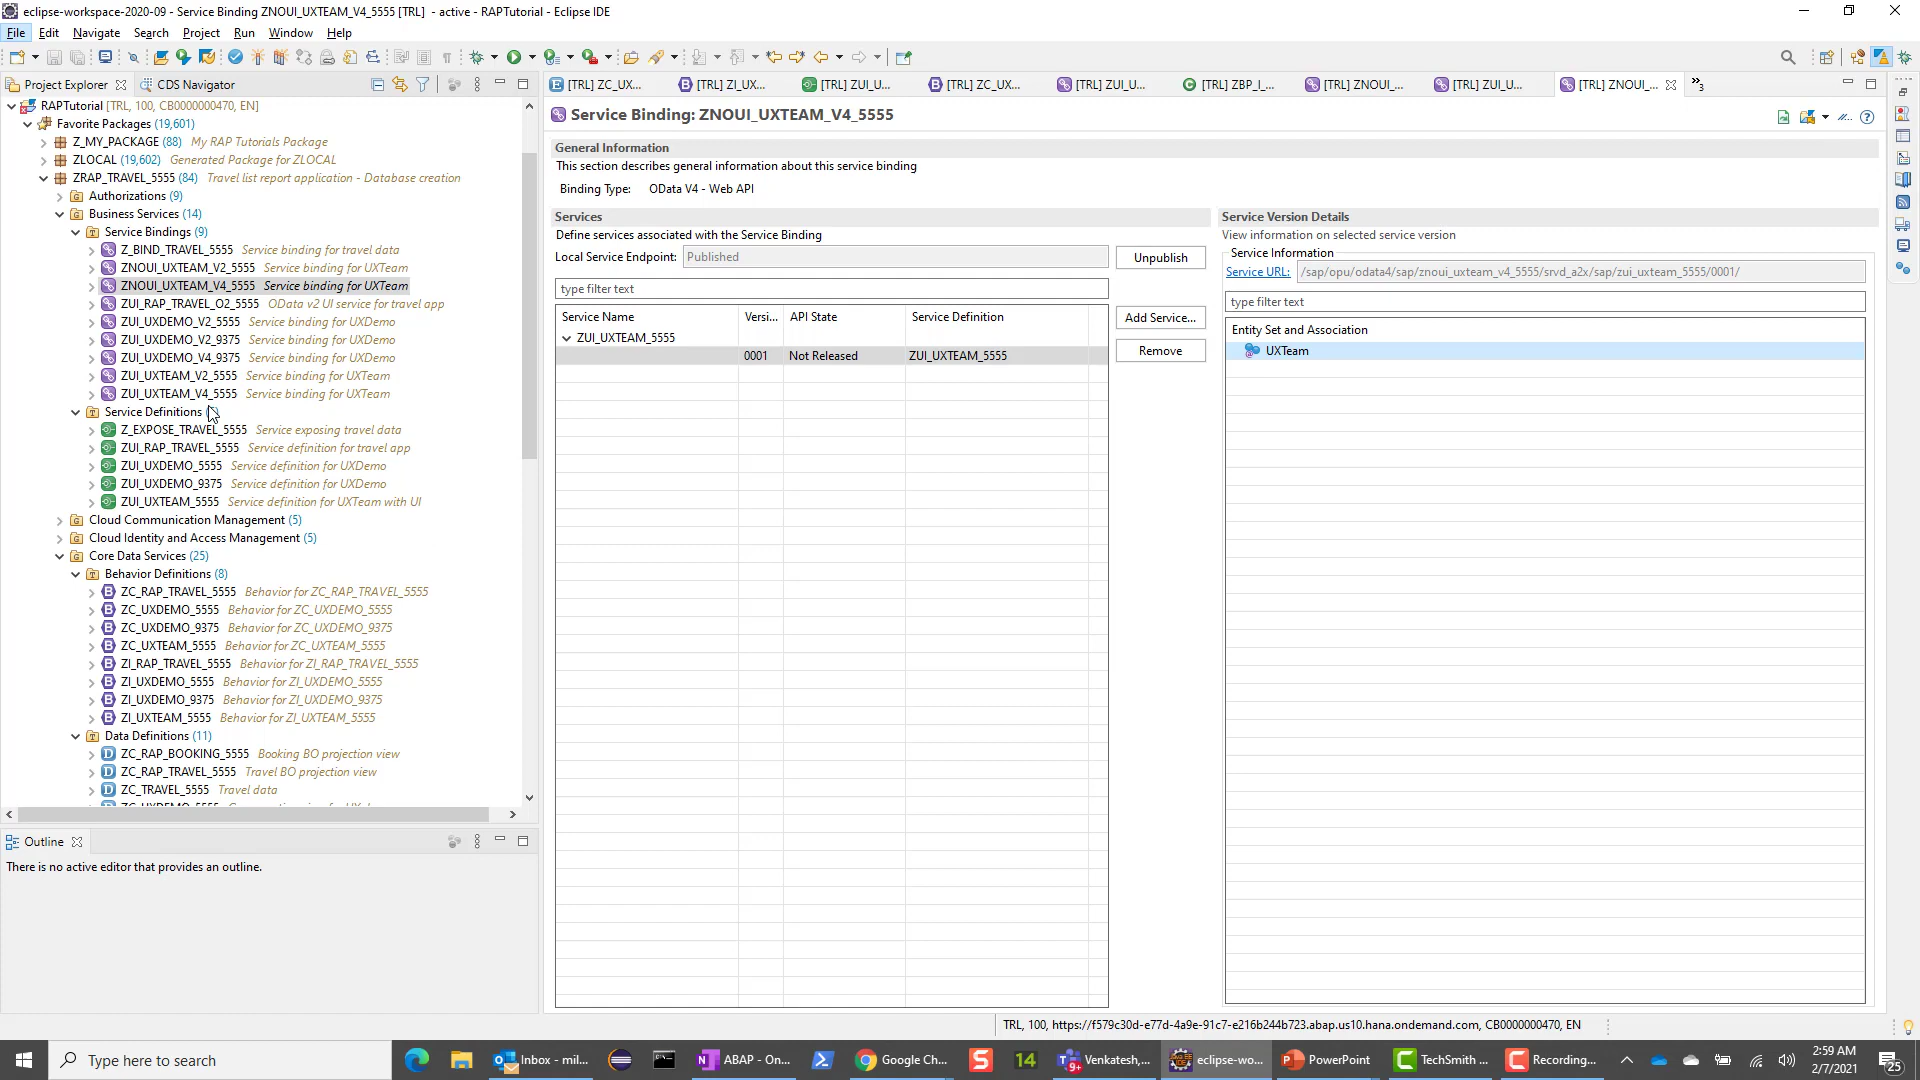 eclipse-workspace-2020-09 - Service Binding ZNOUI_UXTEAM_V4_5555 [TRL] - active - RAPTutorial - Eclipse IDE
File Edit Navigate Search Project Run Window Help
Project Explorer CDS Navigator
[TRL] ZC_UX... [TRL] ZI_UX... [TRL] ZUI_U... [TRL] ZC_UX... [TRL] ZUI_U... [TRL] ZBP_I_... [TRL] ZNOUI_... [TRL] ZUI_U... [TRL] ZNOUI_... 3
RAPTutorial [TRL, 100, CB0000000470, EN]
Favorite Packages (19,601)
Z_MY_PACKAGE (88) My RAP Tutorials Package
ZLOCAL (19,602) Generated Package for ZLOCAL
ZRAP_TRAVEL_5555 (84) Travel list report application - Database creation
Authorizations (9)
Business Services (14)
Service Bindings (9)
Z_BIND_TRAVEL_5555 Service binding for travel data
ZNOUI_UXTEAM_V2_5555 Service binding for UXTeam
ZNOUI_UXTEAM_V4_5555 Service binding for UXTeam
ZUI_RAP_TRAVEL_O2_5555 OData v2 UI service for travel app
ZUI_UXDEMO_V2_5555 Service binding for UXDemo
ZUI_UXDEMO_V2_9375 Service binding for UXDemo
ZUI_UXDEMO_V4_9375 Service binding for UXDemo
ZUI_UXTEAM_V2_5555 Service binding for UXTeam
ZUI_UXTEAM_V4_5555 Service binding for UXTeam
Service Definitions
Z_EXPOSE_TRAVEL_5555 Service exposing travel data
ZUI_RAP_TRAVEL_5555 Service definition for travel app
ZUI_UXDEMO_5555 Service definition for UXDemo
ZUI_UXDEMO_9375 Service definition for UXDemo
ZUI_UXTEAM_5555 Service definition for UXTeam with UI
Cloud Communication Management (5)
Cloud Identity and Access Management (5)
Core Data Services (25)
Behavior Definitions (8)
ZC_RAP_TRAVEL_5555 Behavior for ZC_RAP_TRAVEL_5555
ZC_UXDEMO_5555 Behavior for ZC_UXDEMO_5555
ZC_UXDEMO_9375 Behavior for ZC_UXDEMO_9375
ZC_UXTEAM_5555 Behavior for ZC_UXTEAM_5555
ZI_RAP_TRAVEL_5555 Behavior for ZI_RAP_TRAVEL_5555
ZI_UXDEMO_5555 Behavior for ZI_UXDEMO_5555
ZI_UXDEMO_9375 Behavior for ZI_UXDEMO_9375
ZI_UXTEAM_5555 Behavior for ZI_UXTEAM_5555
Data Definitions (11)
ZC_RAP_BOOKING_5555 Booking BO projection view
ZC_RAP_TRAVEL_5555 Travel BO projection view
ZC_TRAVEL_5555 Travel data
Outline
There is no active editor that provides an outline.
Service Binding: ZNOUI_UXTEAM_V4_5555
General Information
This section describes general information about this service binding
Binding Type: OData V4 - Web API
Services
Define services associated with the Service Binding
Local Service Endpoint: Published Unpublish
type filter text
Service Name Versi... API State Service Definition Add Service...
ZUI_UXTEAM_5555
0001 Not Released ZUI_UXTEAM_5555 Remove
Service Version Details
View information on selected service version
Service Information
Service URL: /sap/opu/odata4/sap/znoui_uxteam_v4_5555/srvd_a2x/sap/zui_uxteam_5555/0001/
type filter text
Entity Set and Association
UXTeam
TRL, 100, https://f579c30d-e77d-4a9e-91c7-e216b244b723.abap.us10.hana.ondemand.com, CB0000000470, EN
Type here to search
Inbox - mil...
ABAP - On...
Google Ch...
S
14
9+
Venkatesh,...
eclipse-wo...
PowerPoint
TechSmith ...
Recording...
2:59 AM
2/7/2021
25